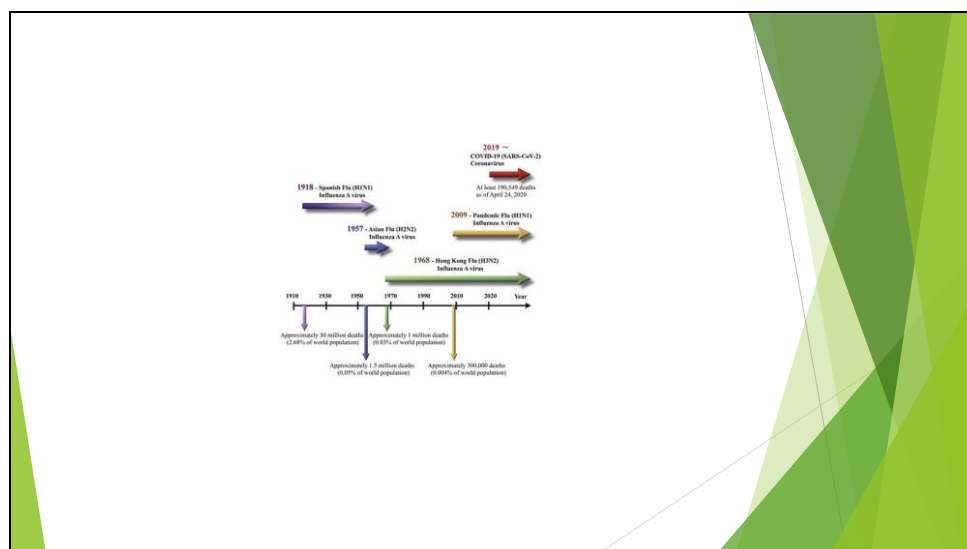 2019 ～
COVID-19 (SARS-CoV-2)
Coronavirus
At least 190,549 deaths
as of April 24, 2020
1918 - Spanish Flu (H1N1)
Influenza A virus
2009 - Pandemic Flu (H1N1)
Influenza A virus
1957 - Asian Flu (H2N2)
Influenza A virus
1968 - Hong Kong Flu (H3N2)
Influenza A virus
1910 1930 1950 1970 1990 2010 2020 Year
Approximately 50 million deaths
(2.68% of world population)
Approximately 1 million deaths
(0.03% of world population)
Approximately 1.5 million deaths
(0.05% of world population)
Approximately 300,000 deaths
(0.004% of world population)